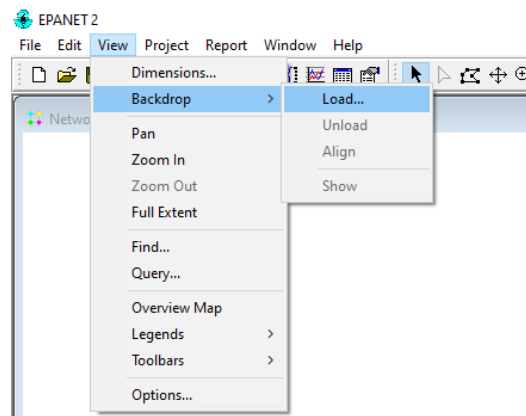 EPANET 2
File Edit View Project Report Window Help
Dimensions...
Backdrop
Load...
Unload
Align
Show
Pan
Zoom In
Zoom Out
Full Extent
Find...
Query...
Overview Map
Legends
Toolbars
Options...